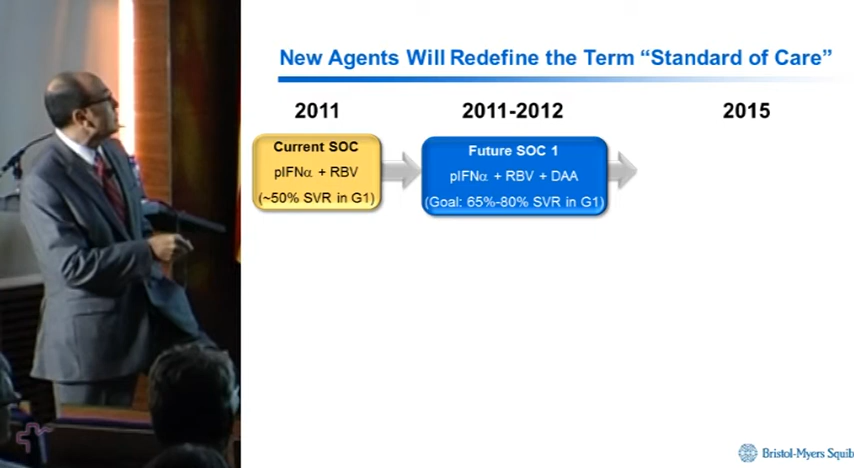 New Agents Will Redefine the Term “Standard of Care”
2011
2011-2012
2015
Current SOC
pIFNα + RBV
(~50% SVR in G1)
Future SOC 1
pIFNα + RBV + DAA
(Goal: 65%-80% SVR in G1)
Bristol-Myers Squib